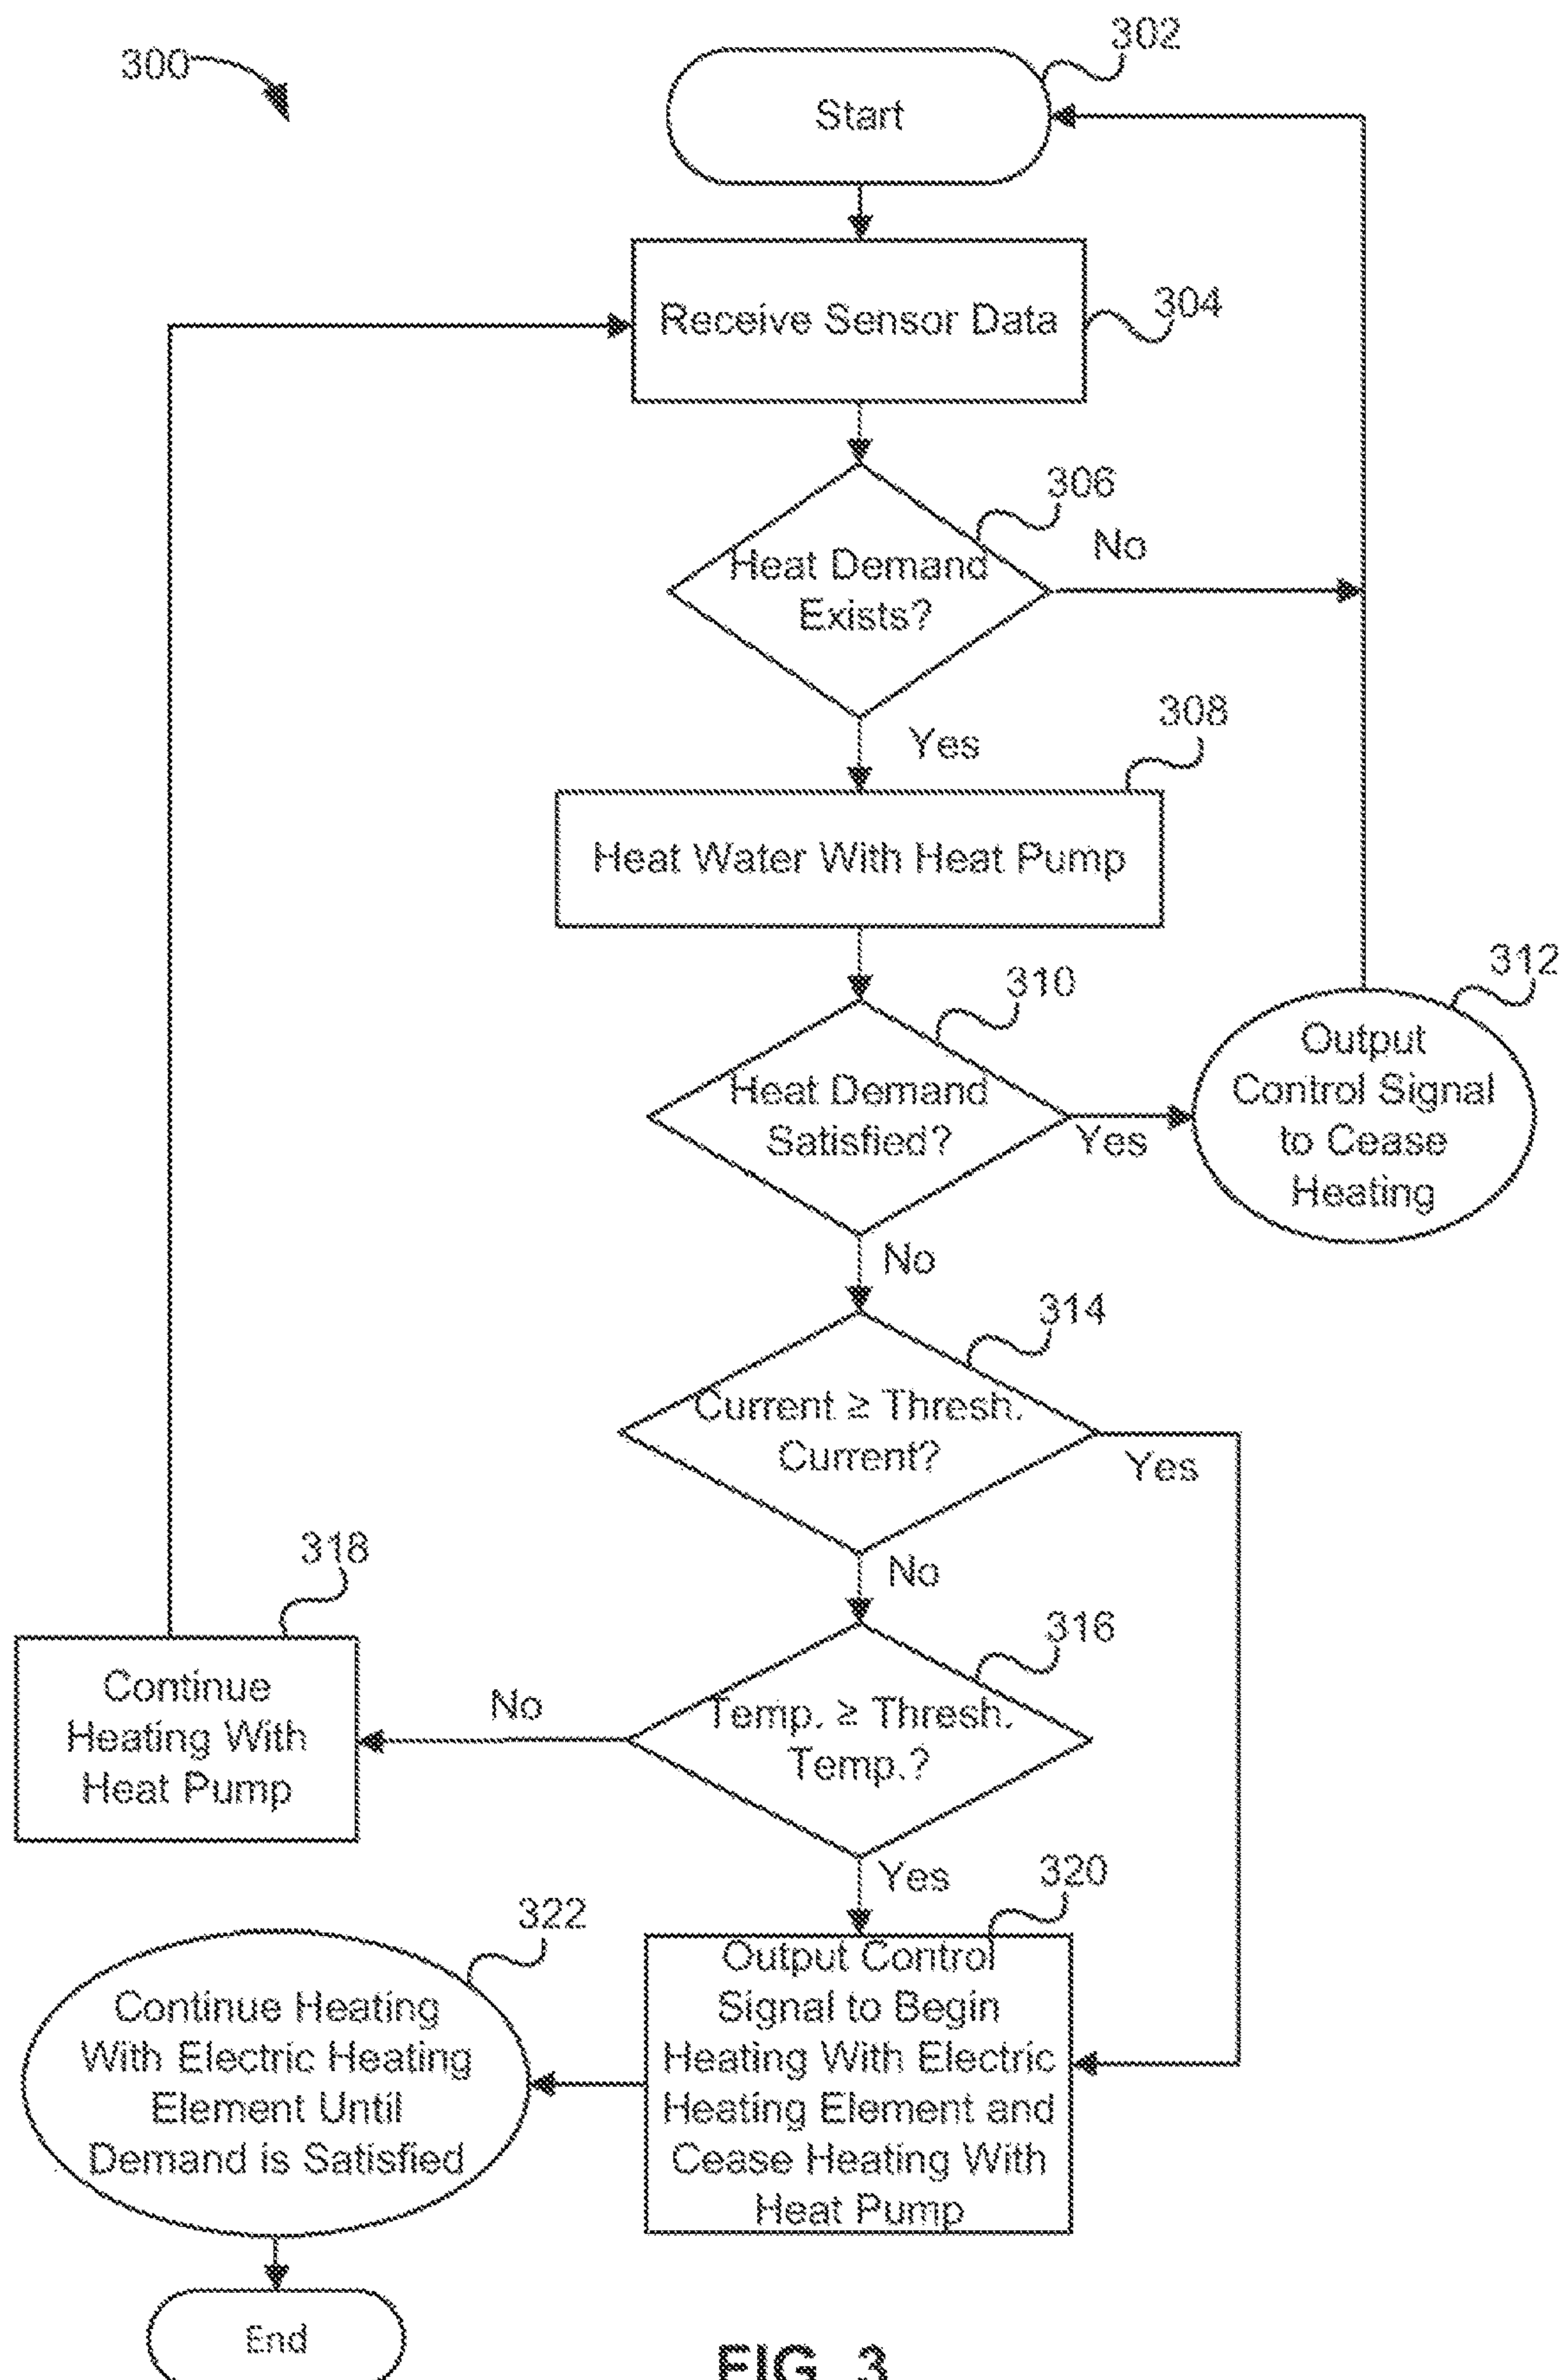 300
302
Start
Receive Sensor Data
304
306
Heat Demand
Exists?
No
Yes
308
Heat Water With Heat Pump
310
Heat Demand
Satisfied?
Yes
312
Output
Control Signal
to Cease
Heating
No
314
Current ≥ Thresh.
Current?
Yes
No
316
Temp. ≥ Thresh.
Temp.?
No
318
Continue
Heating With
Heat Pump
Yes
320
Output Control
Signal to Begin
Heating With Electric
Heating Element and
Cease Heating With
Heat Pump
322
Continue Heating
With Electric Heating
Element Until
Demand is Satisfied
End
FIG. 3